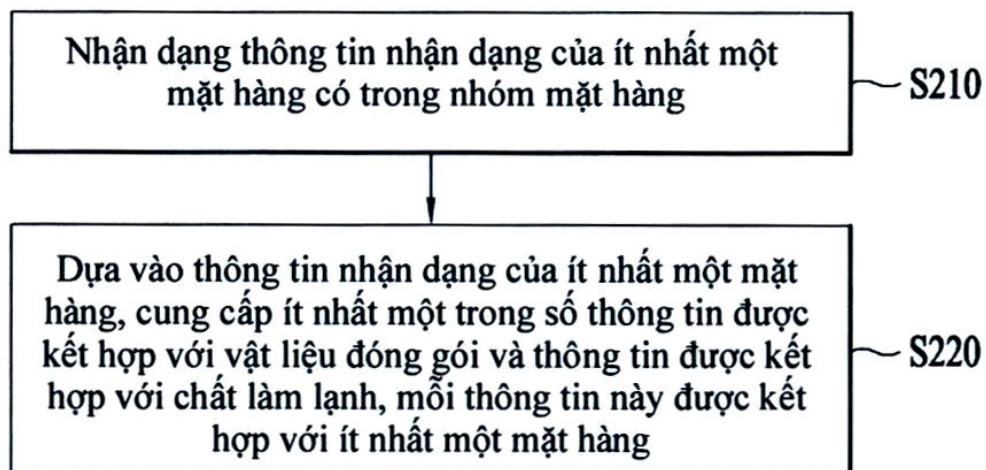 Nhận dạng thông tin nhận dạng của ít nhất một
mặt hàng có trong nhóm mặt hàng
S210
Dựa vào thông tin nhận dạng của ít nhất một mặt
hàng, cung cấp ít nhất một trong số thông tin được
kết hợp với vật liệu đóng gói và thông tin được kết
hợp với chất làm lạnh, mỗi thông tin này được kết
hợp với ít nhất một mặt hàng
S220